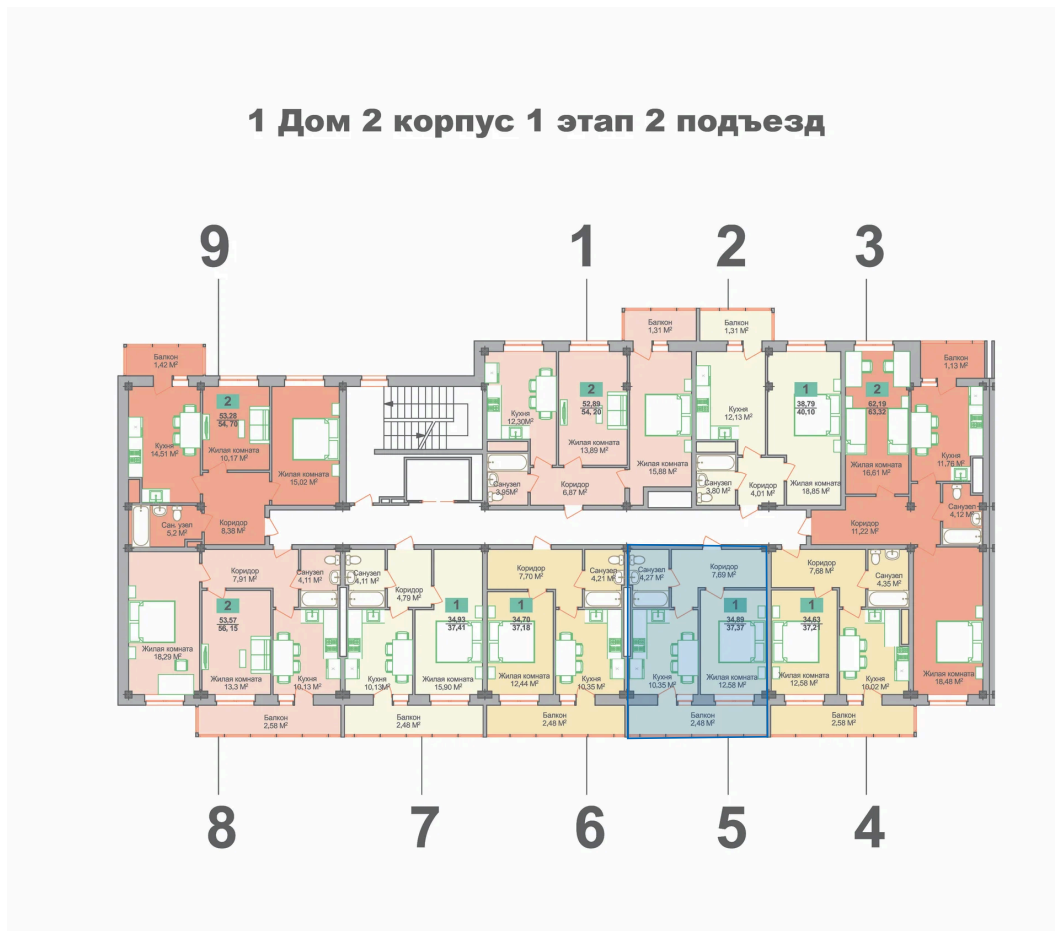 1 Дом 2 корпус 1 этап 2 подъезд
9
1
2
3
Балкон
1,42 М²
2
53.28
54,70
Кухня
14,51 М²
Жилая комната
10,17 М²
Жилая комната
15,02 М²
Сан. узел
5,2 М²
Коридор
8,38 М²
Кухня
12,30М²
2
52,89
54, 20
Жилая комната
13,89 М²
Балкон
1,31 М²
Жилая комната
15,88 М²
Санузел
3,95М²
Коридор
6,87 М²
Балкон
1,31 М²
Кухня
12,13 М²
1
38,79
40,10
Санузел
3,80 М²
Коридор
4,01 М²
Жилая комната
18,85 М²
2
62,19
63,32
Жилая комната
16,61 М²
Балкон
1,13 М²
Кухня
11,76 М²
Санузел
4,12 М²
Коридор
11,22 М²
Жилая комната
18,48 М²
Коридор
7,91 М²
Санузел
4,11 М²
2
53,57
56, 15
Жилая комната
18,29 М²
Жилая комната
13,3 М²
Кухня
10,13 М²
Балкон
2,58 М²
Санузел
4,11 М²
Коридор
4,79 М²
1
34,93
37,41
Кухня
10,13М²
Жилая комната
15,90 М²
Балкон
2,48 М²
Коридор
7,70 М²
Санузел
4,21 М²
1
34,70
37,18
Жилая комната
12,44 М²
Кухня
10,35 М²
Балкон
2,48 М²
Санузел
4,27 М²
Коридор
7,69 М²
1
34,89
37,37
Кухня
10,35 М²
Жилая комната
12,58 М²
Балкон
2,48 М²
Коридор
7,68 М²
Санузел
4,35 М²
1
34,63
37,21
Жилая комната
12,58 М²
Кухня
10,02 М²
Балкон
2,58 М²
8
7
6
5
4